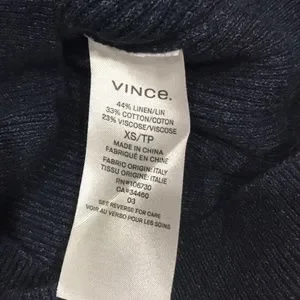 VINCE.
44% LINEN/LIN
33% COTTON/COTON
23% VISCOSE/VISCOSE
XS/TP
MADE IN CHINA
FABRIQUÉ EN CHINE
FABRIC ORIGIN: ITALY
TISSU ORIGINE: ITALIE
RN#106730
CA#34460
03
SEE REVERSE FOR CARE
VOIR AU VERSO POUR LES SOINS